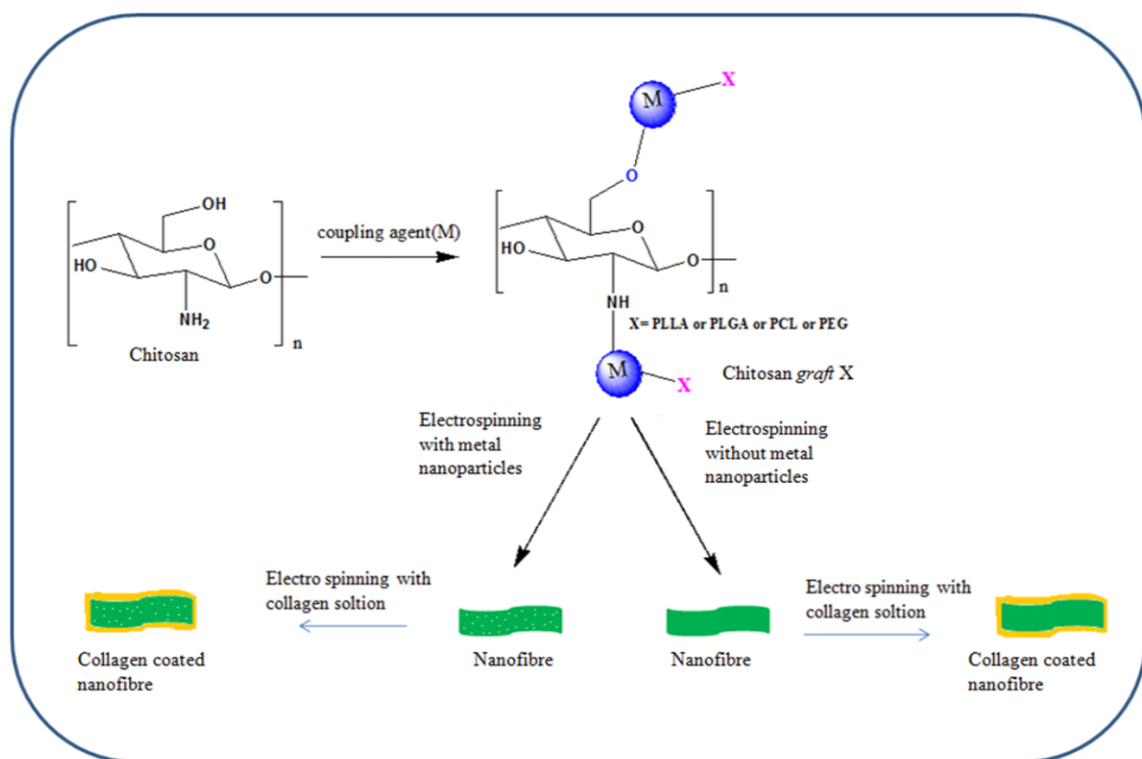 X
M
O
OH
O
HO
O
NH2
n
Chitosan
coupling agent(M)
O
HO
O
n
NH
X= PLLA or PLGA or PCL or PEG
M
X
Chitosan graft X
Electrospinning
with metal
nanoparticles
Electrospinning
without metal
nanoparticles
Electro spinning with
collagen soltion
Electro spinning with
collagen soltion
Collagen coated
nanofibre
Nanofibre
Nanofibre
Collagen coated
nanofibre